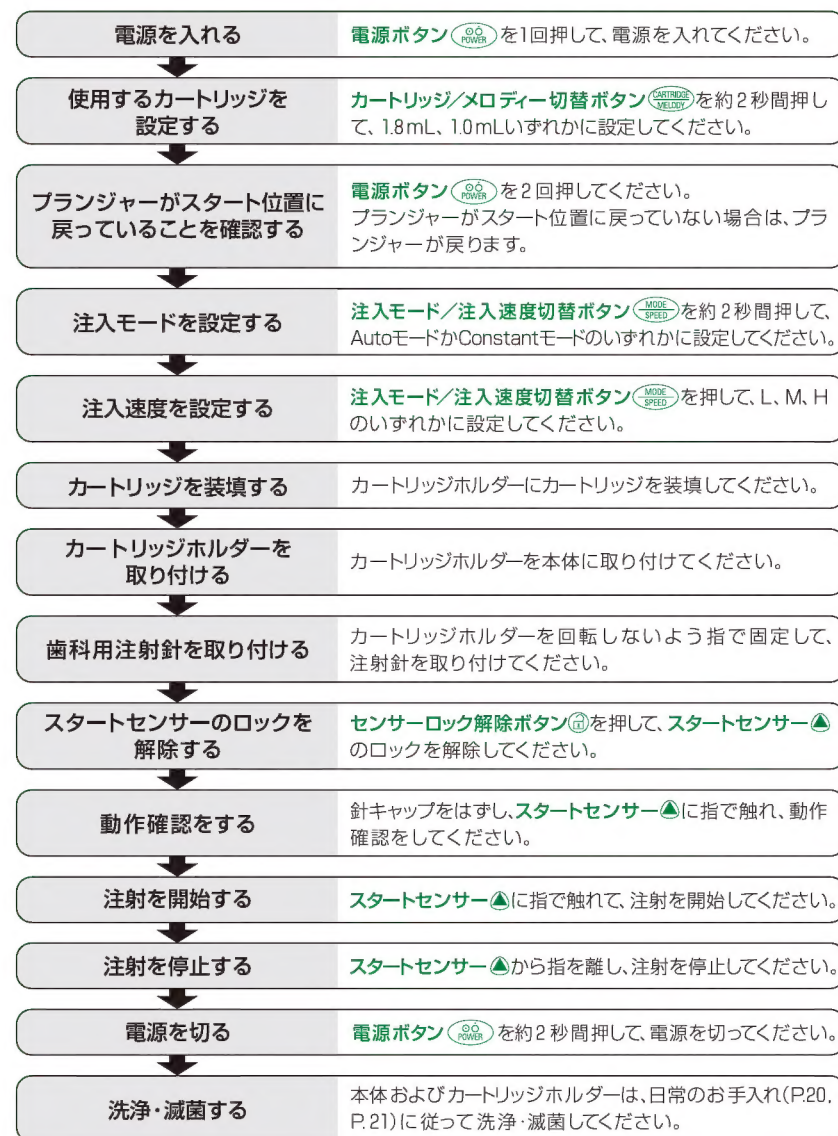 電源を入れる
電源ボタン POWER を1回押して、電源を入れてください。
使用するカートリッジを
設定する
カートリッジ/メロディー切替ボタン CARTRIDGE MELODY を約2秒間押し
て、1.8mL、1.0mLいずれかに設定してください。
プランジャーがスタート位置に
戻っていることを確認する
電源ボタン POWER を2回押してください。
プランジャーがスタート位置に戻っていない場合は、プラ
ンジャーが戻ります。
注入モードを設定する
注入モード/注入速度切替ボタン MODE SPEED を約2秒間押して、
AutoモードかConstantモードのいずれかに設定してください。
注入速度を設定する
注入モード/注入速度切替ボタン MODE SPEED を押して、L、M、H
のいずれかに設定してください。
カートリッジを装填する
カートリッジホルダーにカートリッジを装填してください。
カートリッジホルダーを
取り付ける
カートリッジホルダーを本体に取り付けてください。
歯科用注射針を取り付ける
カートリッジホルダーを回転しないよう指で固定して、
注射針を取り付けてください。
スタートセンサーのロックを
解除する
センサーロック解除ボタンを押して、スタートセンサー
のロックを解除してください。
動作確認をする
針キャップをはずし、スタートセンサーに指で触れ、動作
確認をしてください。
注射を開始する
スタートセンサーに指で触れて、注射を開始してください。
注射を停止する
スタートセンサーから指を離し、注射を停止してください。
電源を切る
電源ボタン POWER を約2秒間押して、電源を切ってください。
洗浄・滅菌する
本体およびカートリッジホルダーは、日常のお手入れ(P.20,
P.21)に従って洗浄・滅菌してください。